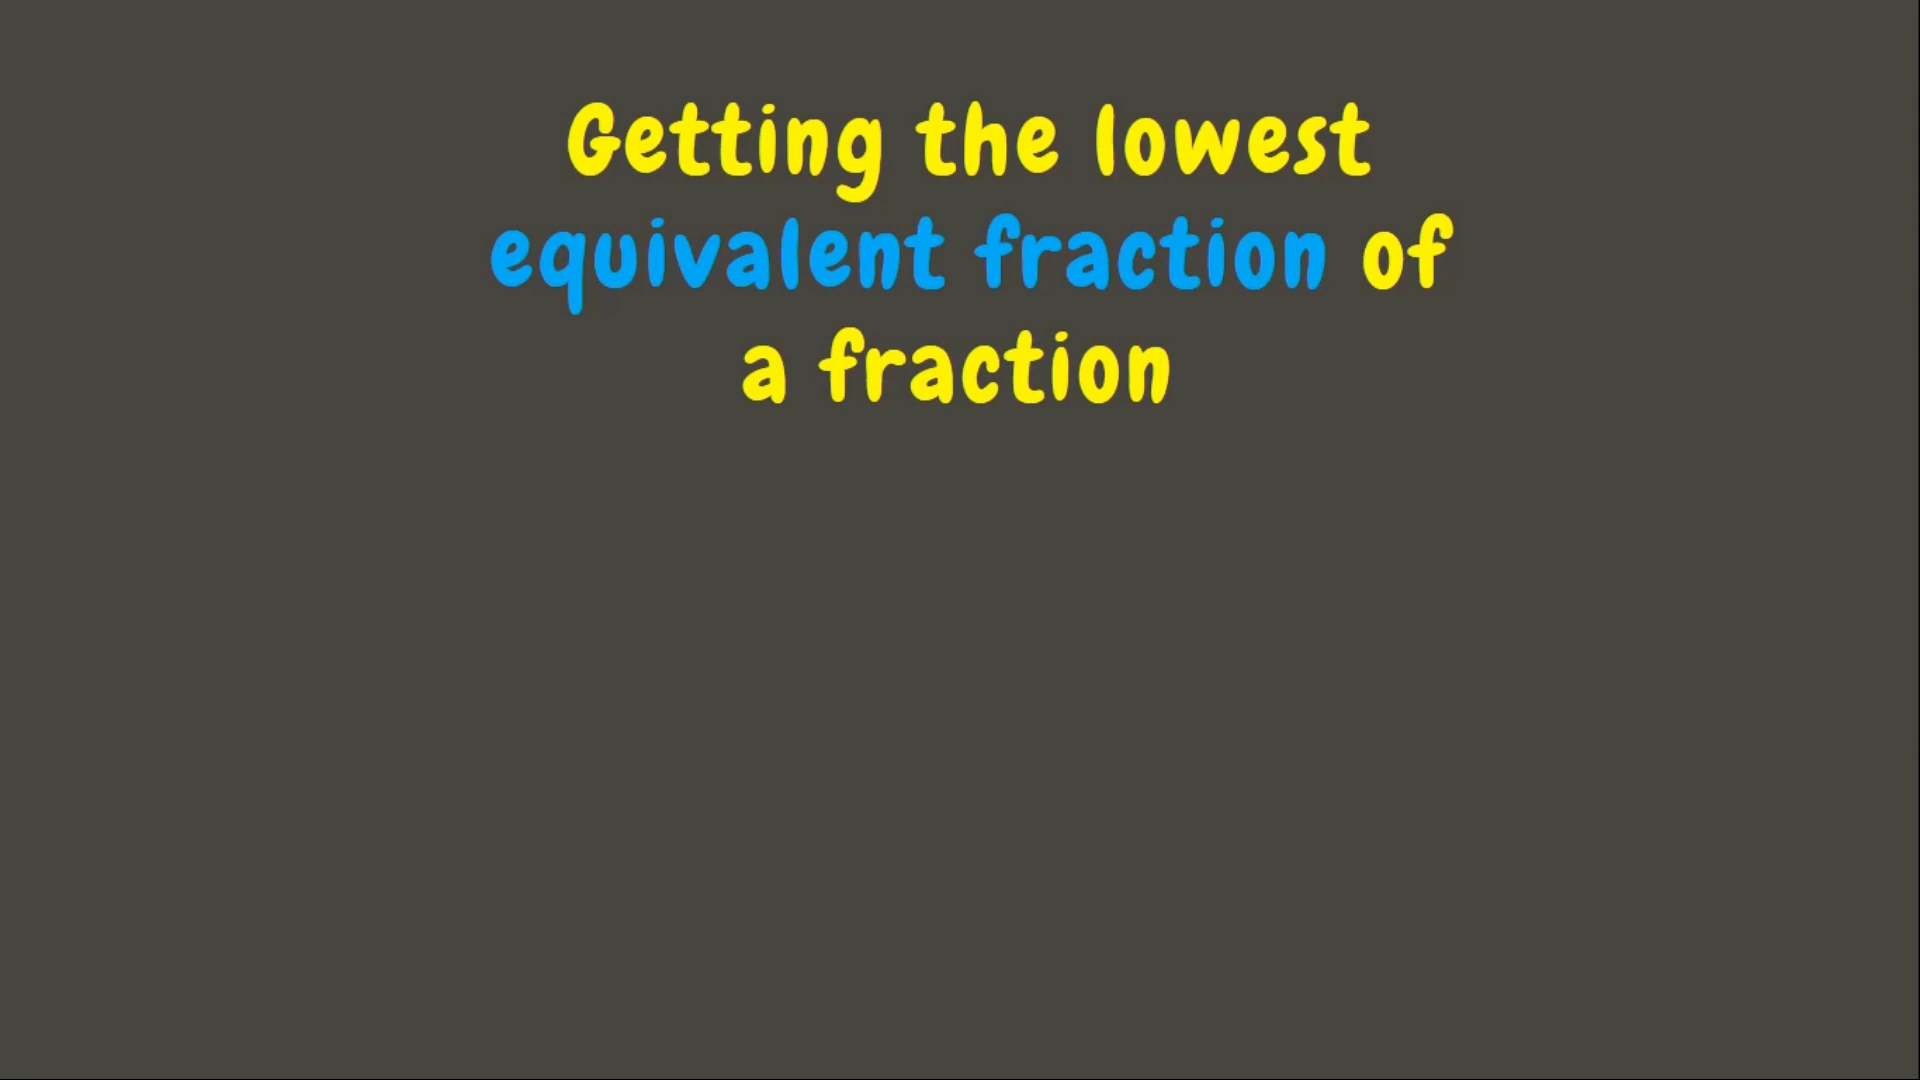 Getting the lowest
equivalent fraction of
a fraction